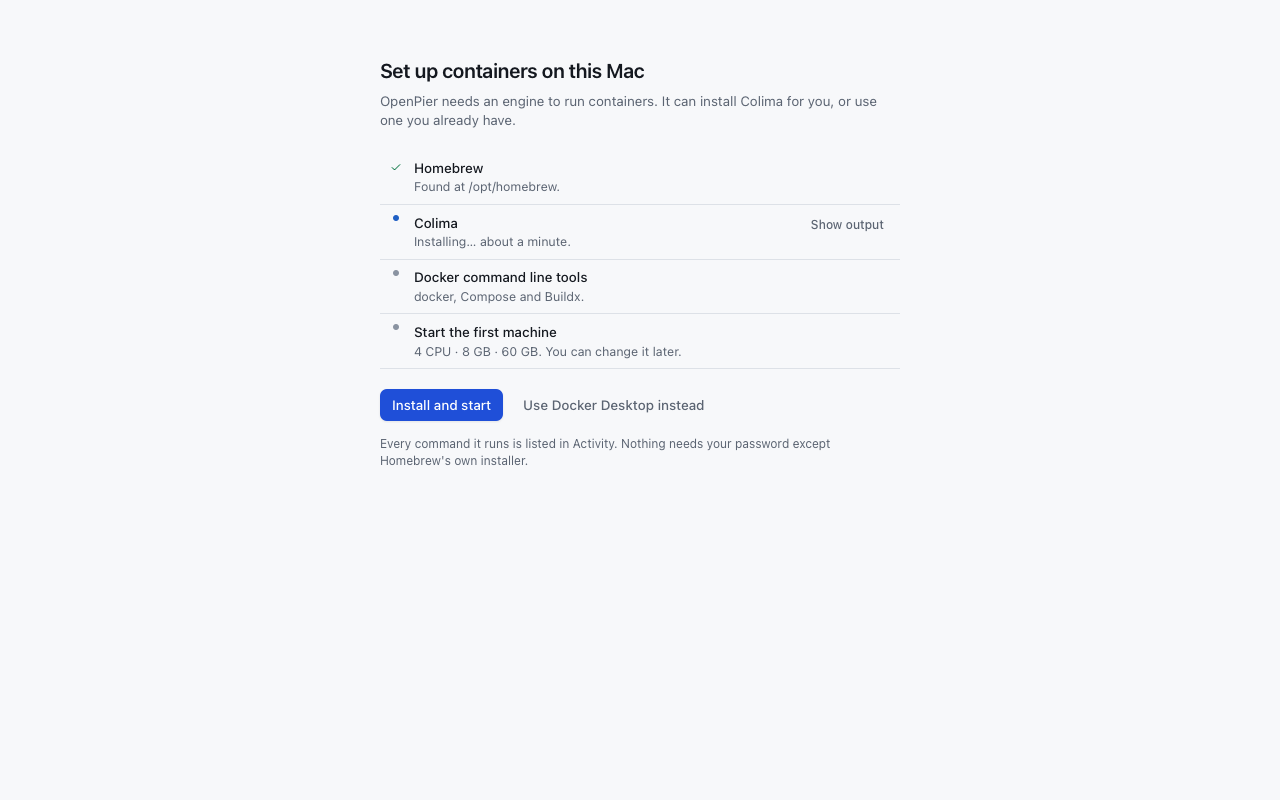 Set up containers on this Mac
OpenPier needs an engine to run containers. It can install Colima for you, or use
one you already have.
Homebrew
Found at /opt/homebrew.
Colima
Show output
Installing… about a minute.
Docker command line tools
docker, Compose and Buildx.
Start the first machine
4 CPU · 8 GB · 60 GB. You can change it later.
Install and start
Use Docker Desktop instead
Every command it runs is listed in Activity. Nothing needs your password except
Homebrew's own installer.